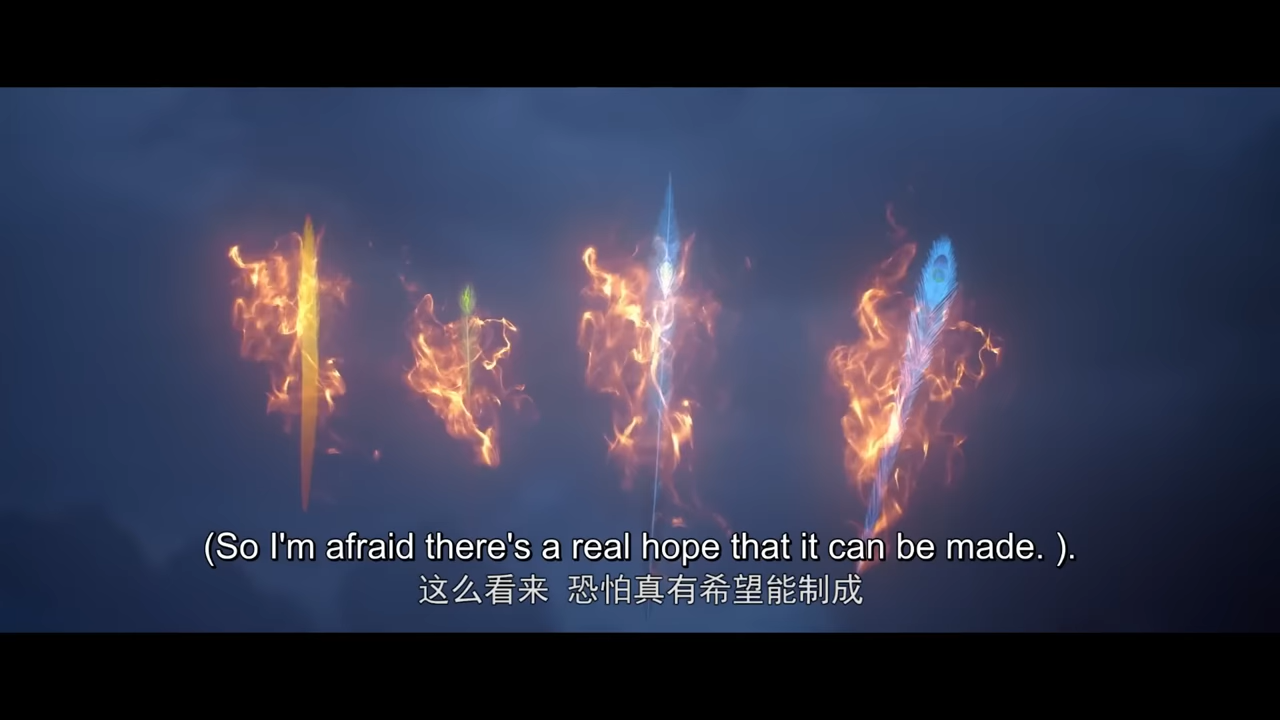 (So I'm afraid there's a real hope that it can be made. ).
这么看来 恐怕真有希望能制成